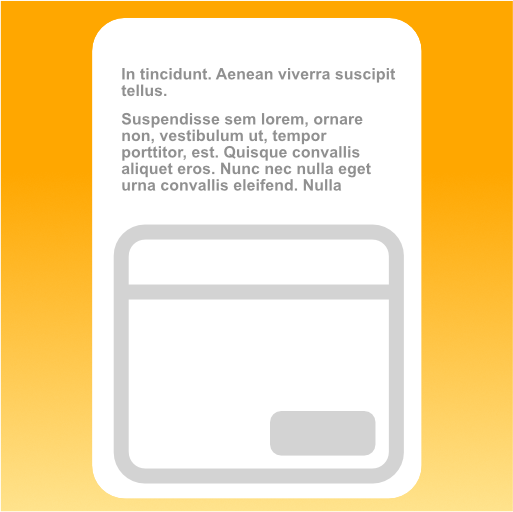 In tincidunt. Aenean viverra suscipit
tellus.
Suspendisse sem lorem, ornare
non, vestibulum ut, tempor
porttitor, est. Quisque convallis
aliquet eros. Nunc nec nulla eget
urna convallis eleifend. Nulla